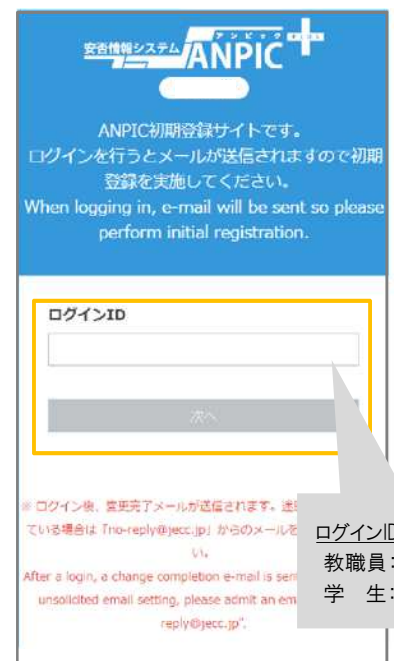 安否情報システム
アンピック PLUS
ANPIC+
ANPIC初期登録サイトです。
ログインを行うとメールが送信されますので初期
登録を実施してください。
When logging in, e-mail will be sent so please
perform initial registration.
ログインID
次へ
※ ログイン後、変更完了メールが送信されます。迷
ている場合は「no-reply@jecc.jp」からのメールを
い。
After a login, a change completion e-mail is sen
unsolicited email setting, please admit an em
reply@jecc.jp".
ログインID
教職員：
学　生：